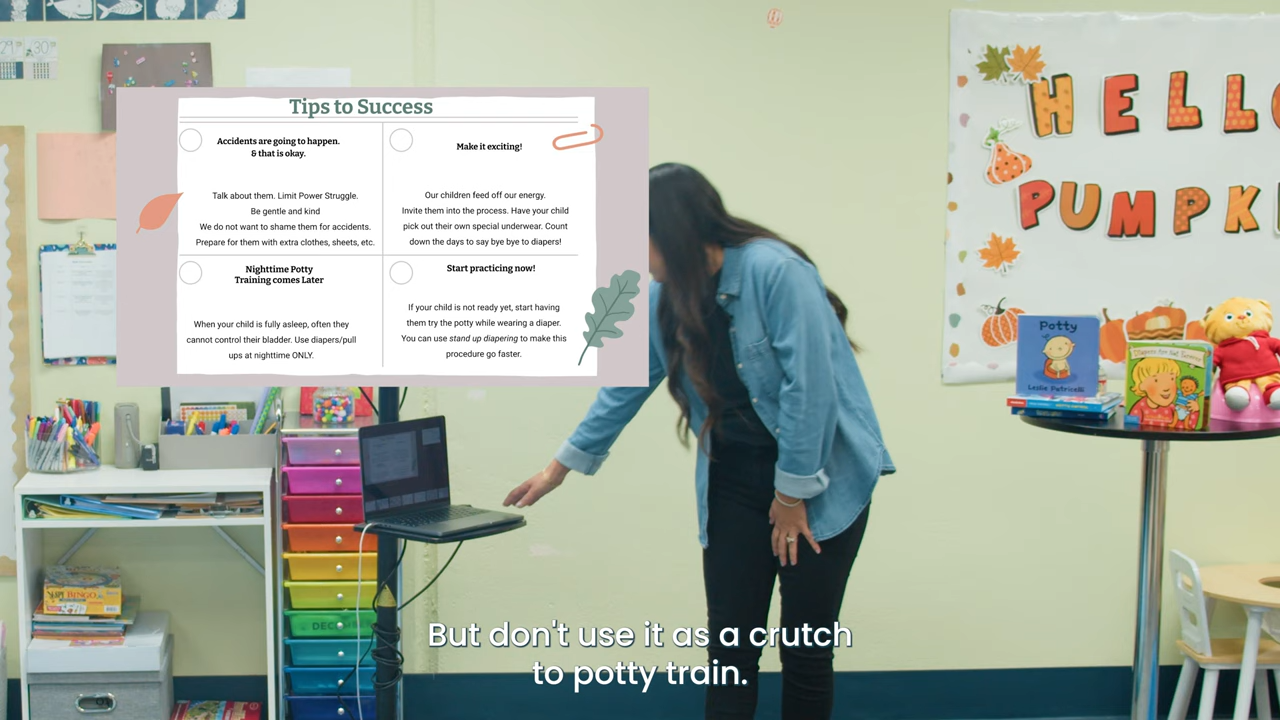 29
30
Tips to Success
Accidents are going to happen.
& that is okay.
Talk about them. Limit Power Struggle.
Be gentle and kind
We do not want to shame them for accidents.
Prepare for them with extra clothes, sheets, etc.
Make it exciting!
Our children feed off our energy.
Invite them into the process. Have your child
pick out their own special underwear. Count
down the days to say bye bye to diapers!
Nighttime Potty
Training comes Later
When your child is fully asleep, often they
cannot control their bladder. Use diapers/pull
ups at nighttime ONLY.
Start practicing now!
If your child is not ready yet, start having
them try the potty while wearing a diaper.
You can use stand up diapering to make this
procedure go faster.
HELL
PUMPK
Potty
Leslie Patricelli
BINGO
DEC
But don't use it as a crutch
to potty train.